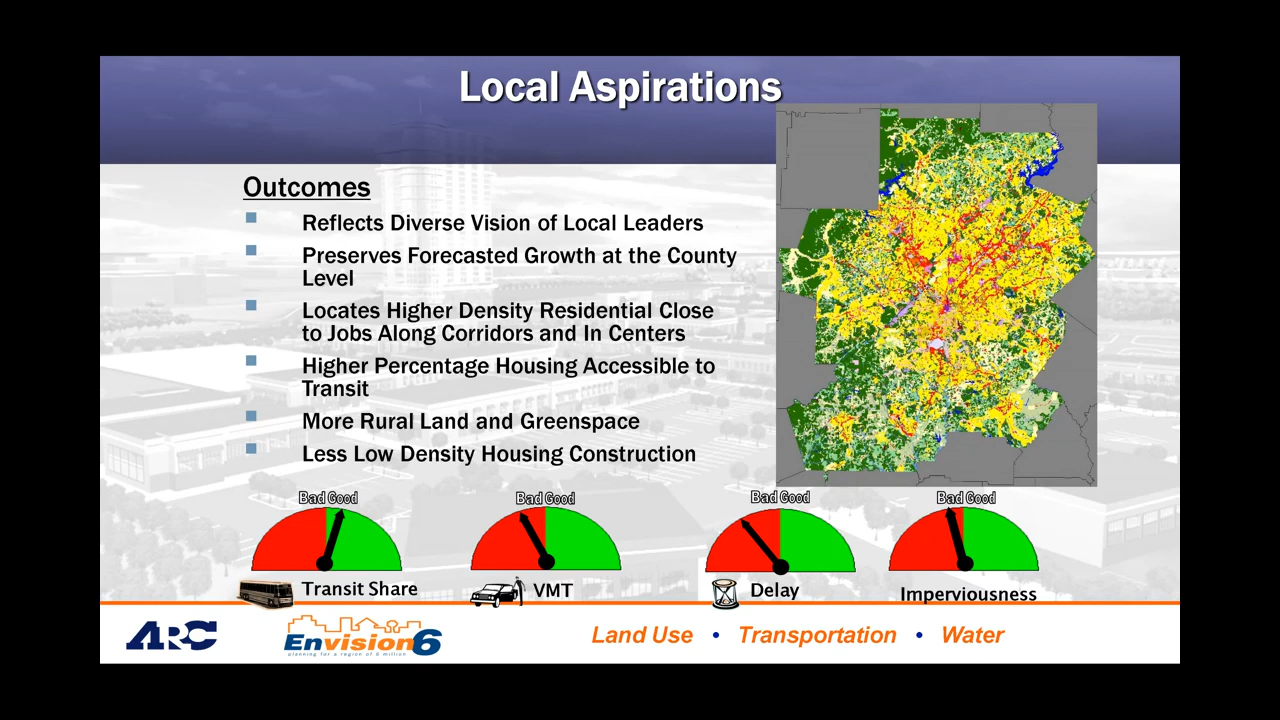 Local Aspirations
Outcomes
Reflects Diverse Vision of Local Leaders
Preserves Forecasted Growth at the County
Level
Locates Higher Density Residential Close
to Jobs Along Corridors and In Centers
Higher Percentage Housing Accessible to
Transit
More Rural Land and Greenspace
Less Low Density Housing Construction
Bad Good
Bad Good
Bad Good
Bad Good
Transit Share
VMT
Delay
Imperviousness
ARC
Envision6
planning for a region of 6 million
Land Use • Transportation • Water